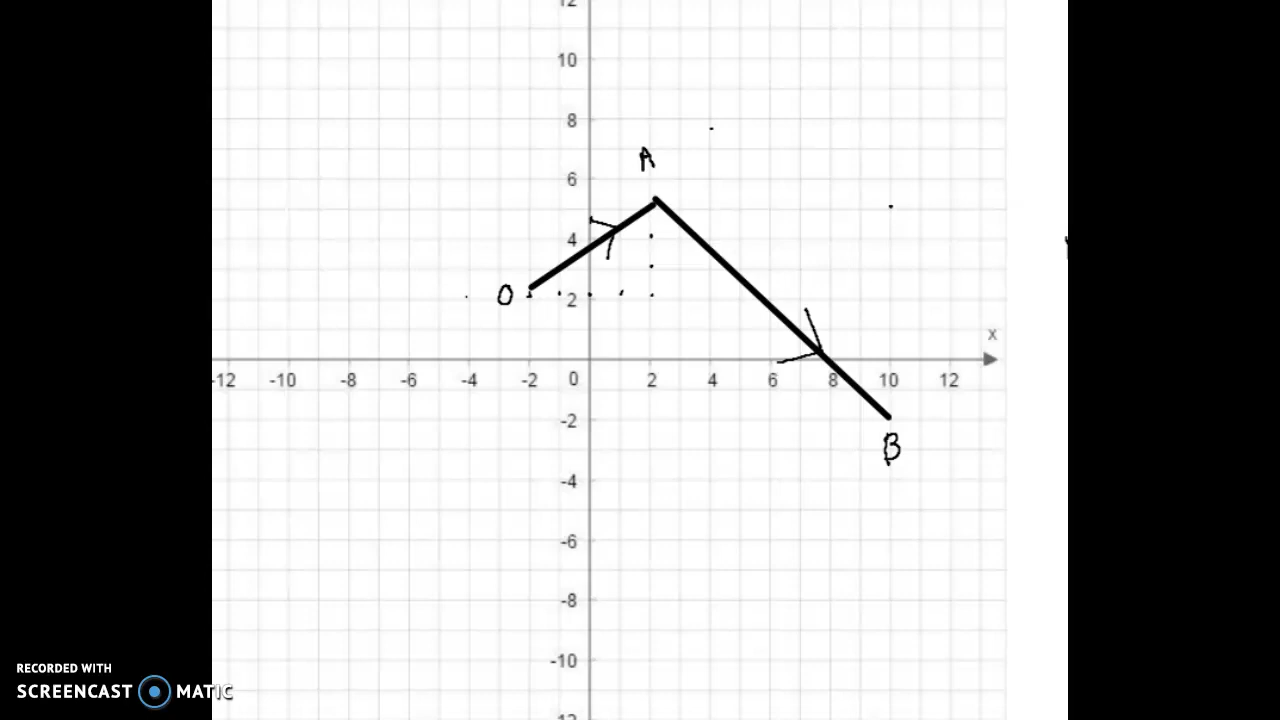 12
10
8
A
6
4
O
2
x
-12 -10 -8 -6 -4 -2 0 2 4 6 8 10 12
-2
B
-4
-6
-8
-10
RECORDED WITH
SCREENCAST MATIC
12